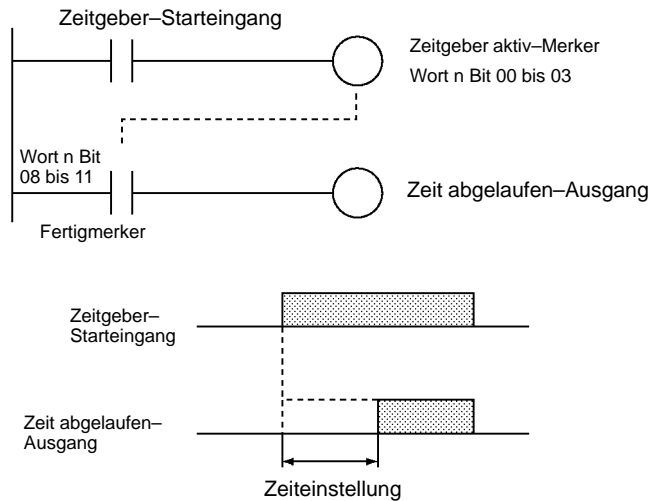 Zeitgeber–Starteingang
Zeitgeber aktiv–Merker
Wort n Bit 00 bis 03
Wort n Bit
08 bis 11
Zeit abgelaufen–Ausgang
Fertigmerker
Zeitgeber–
Starteingang
Zeit abgelaufen–
Ausgang
Zeiteinstellung